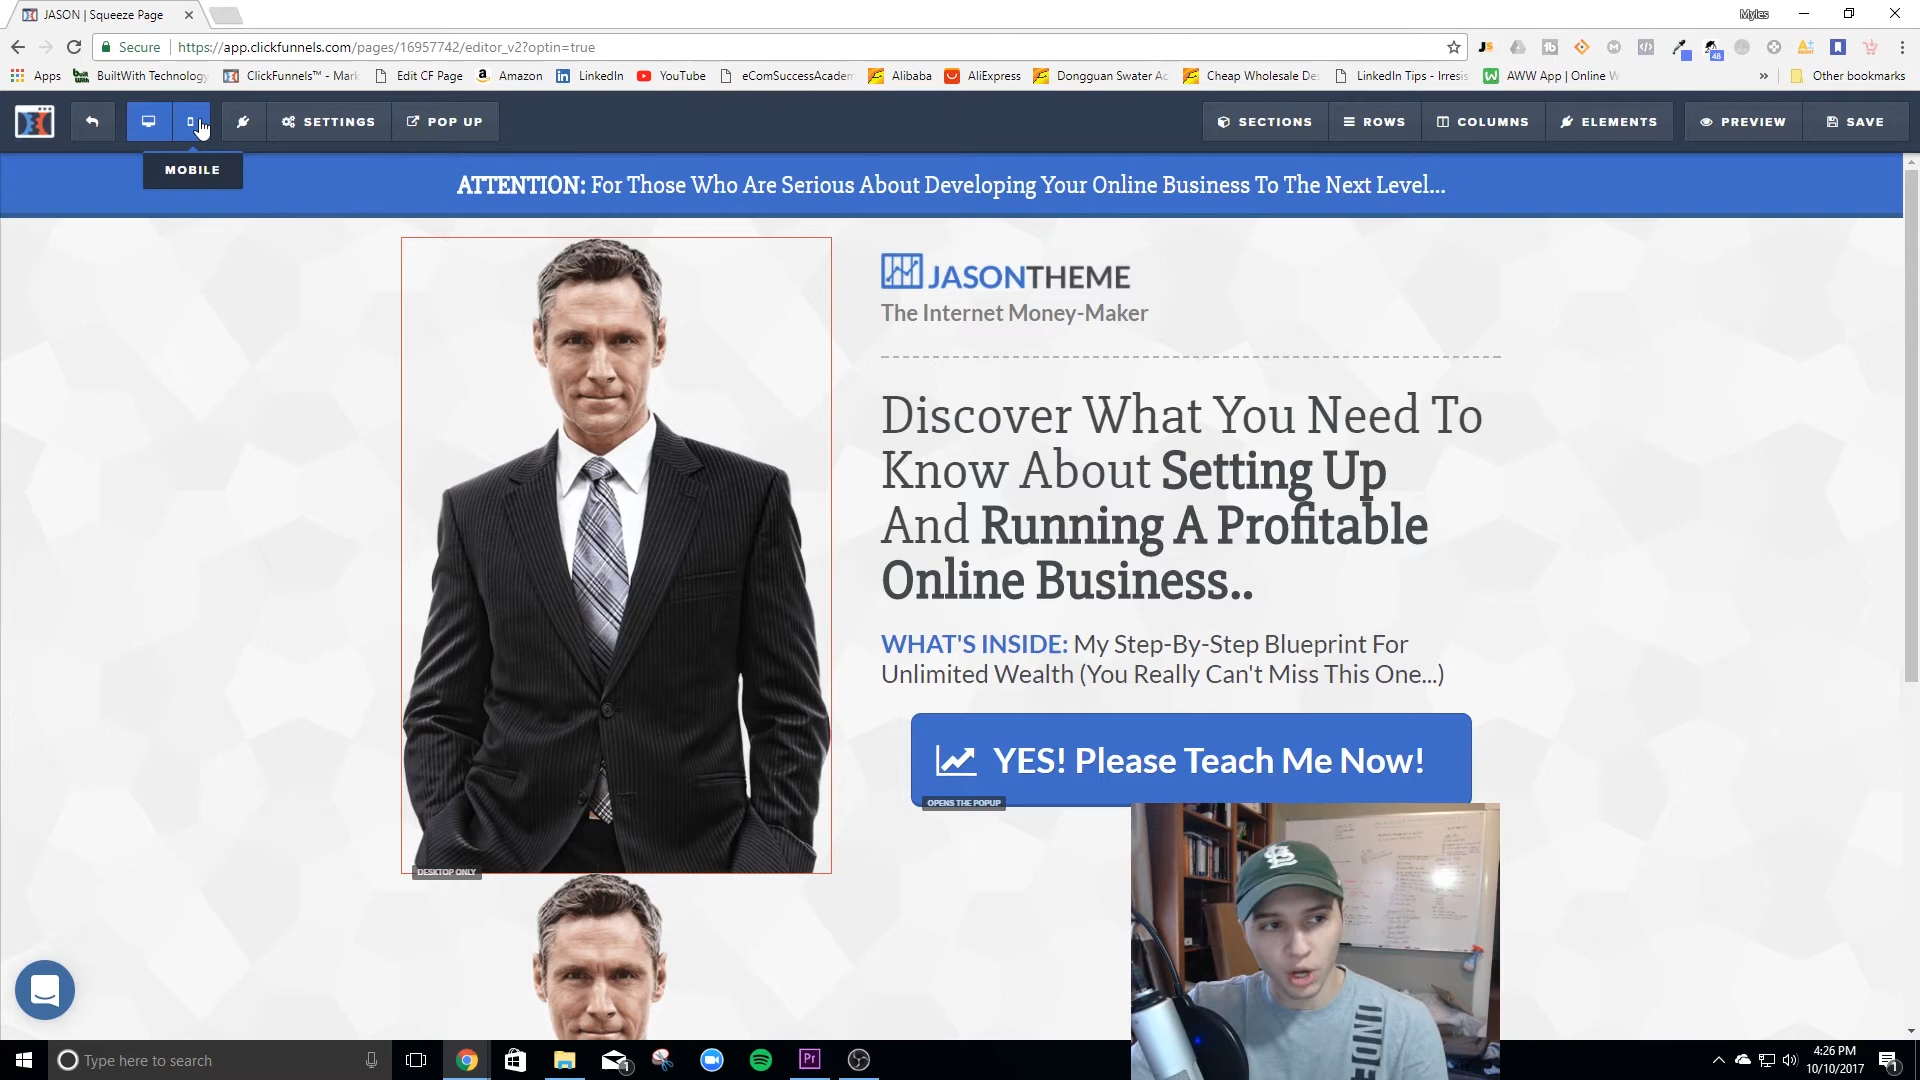 JASON | Squeeze Page
Myles
Secure
https://app.clickfunnels.com/pages/16957742/editor_v2?optin=true
Apps
BuiltWith Technology
ClickFunnels™ - Mark
Edit CF Page
Amazon
LinkedIn
YouTube
eComSuccessAcadem
Alibaba
AliExpress
Dongguan Swater Ac
Cheap Wholesale De
LinkedIn Tips - Irresis
AWW App | Online W
»
Other bookmarks
SETTINGS
POP UP
SECTIONS
ROWS
COLUMNS
ELEMENTS
PREVIEW
SAVE
MOBILE
ATTENTION: For Those Who Are Serious About Developing Your Online Business To The Next Level...
JASONTHEME
The Internet Money-Maker
Discover What You Need To
Know About Setting Up
And Running A Profitable
Online Business..
WHAT'S INSIDE: My Step-By-Step Blueprint For
Unlimited Wealth (You Really Can't Miss This One...)
YES! Please Teach Me Now!
OPENS THE POPUP
DESKTOP ONLY
Type here to search
4:26 PM
10/10/2017